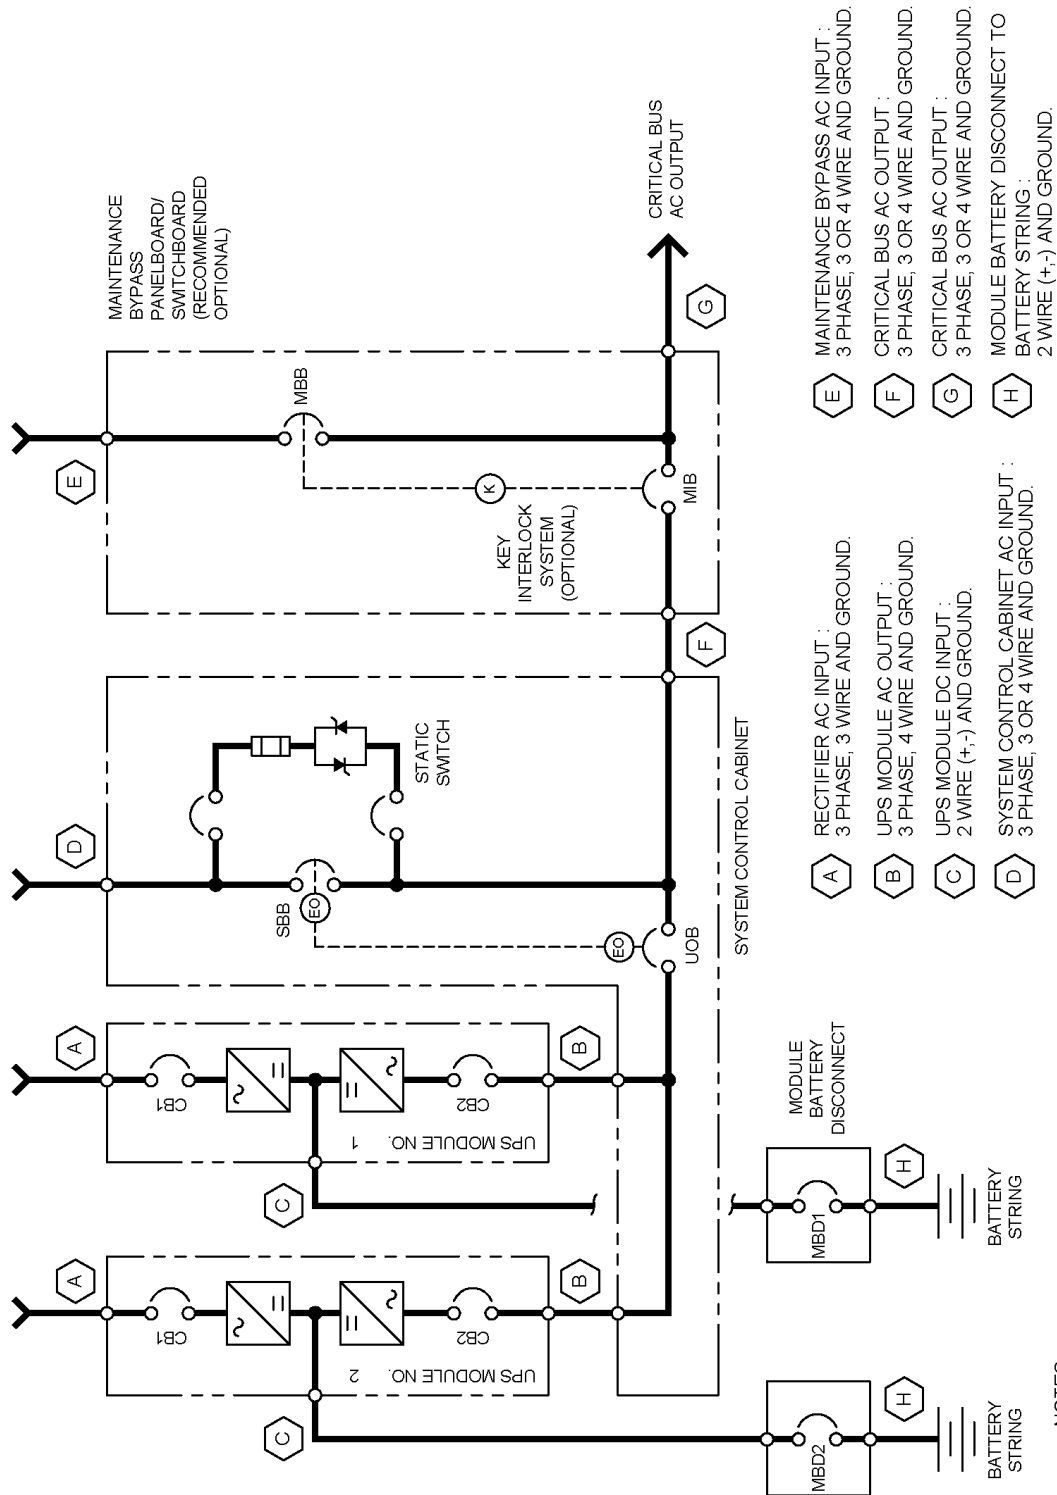 MAINTENANCE
BYPASS
PANELBOARD/
SWITCHBOARD
(RECOMMENDED
OPTIONAL)
E
MBB
K
KEY
INTERLOCK
SYSTEM
(OPTIONAL)
MIB
CRITICAL BUS
AC OUTPUT
G
F
D
SBB
EO
STATIC
SWITCH
EO
UOB
SYSTEM CONTROL CABINET
A
CB1
CB2
UPS MODULE NO.
1
B
C
A
CB1
CB2
UPS MODULE NO.
2
B
C
MODULE
BATTERY
DISCONNECT
MBD1
H
BATTERY
STRING
MBD2
H
BATTERY
STRING
A
RECTIFIER AC INPUT :
3 PHASE, 3 WIRE AND GROUND.
B
UPS MODULE AC OUTPUT :
3 PHASE, 4 WIRE AND GROUND.
C
UPS MODULE DC INPUT :
2 WIRE (+,-) AND GROUND.
D
SYSTEM CONTROL CABINET AC INPUT :
3 PHASE, 3 OR 4 WIRE AND GROUND.
E
MAINTENANCE BYPASS AC INPUT :
3 PHASE, 3 OR 4 WIRE AND GROUND.
F
CRITICAL BUS AC OUTPUT :
3 PHASE, 3 OR 4 WIRE AND GROUND.
G
CRITICAL BUS AC OUTPUT :
3 PHASE, 3 OR 4 WIRE AND GROUND.
H
MODULE BATTERY DISCONNECT TO
BATTERY STRING :
2 WIRE (+,-) AND GROUND.